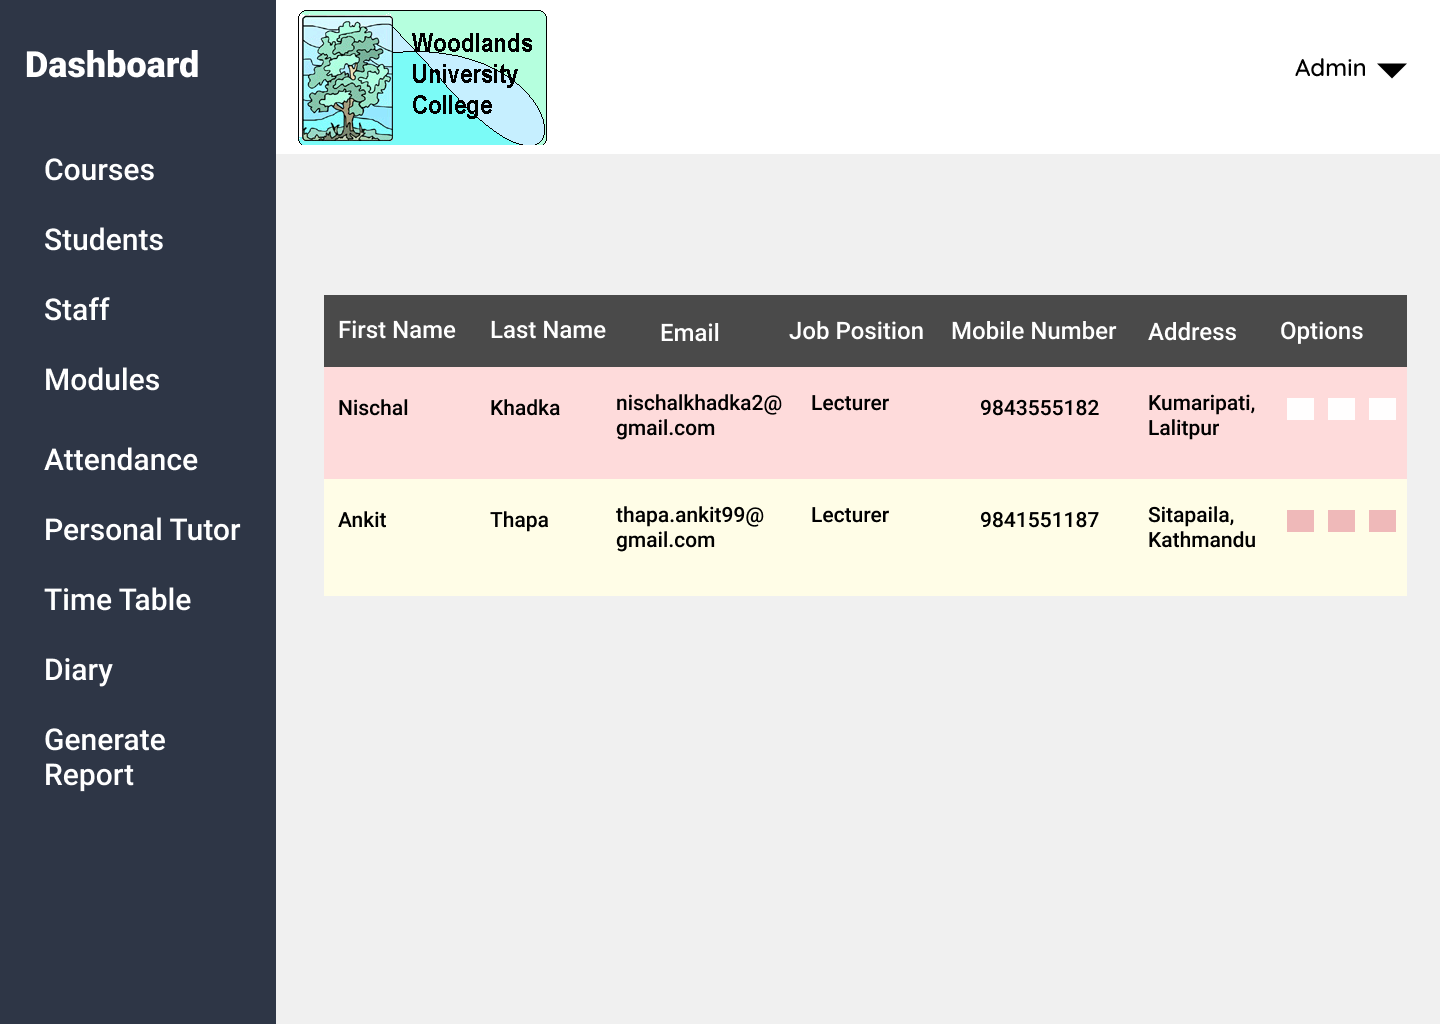 Dashboard
Courses
Students
Staff
Modules
Attendance
Personal Tutor
Time Table
Diary
Generate
Report
Woodlands
University
College
Admin
First Name Last Name Email Job Position Mobile Number Address Options
Nischal Khadka nischalkhadka2@ Lecturer 9843555182 Kumaripati,
gmail.com Lalitpur
Ankit Thapa thapa.ankit99@ Lecturer 9841551187 Sitapaila,
gmail.com Kathmandu